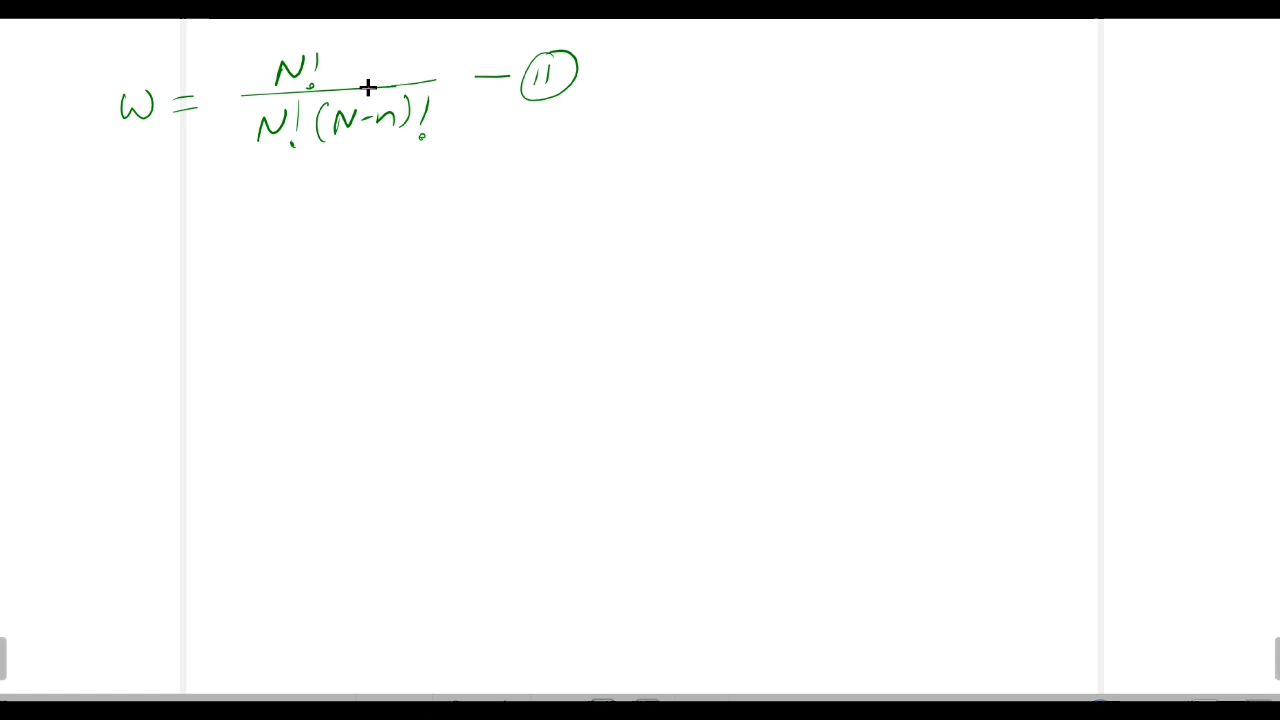 ω = N! / N! (N-n)! — (11)